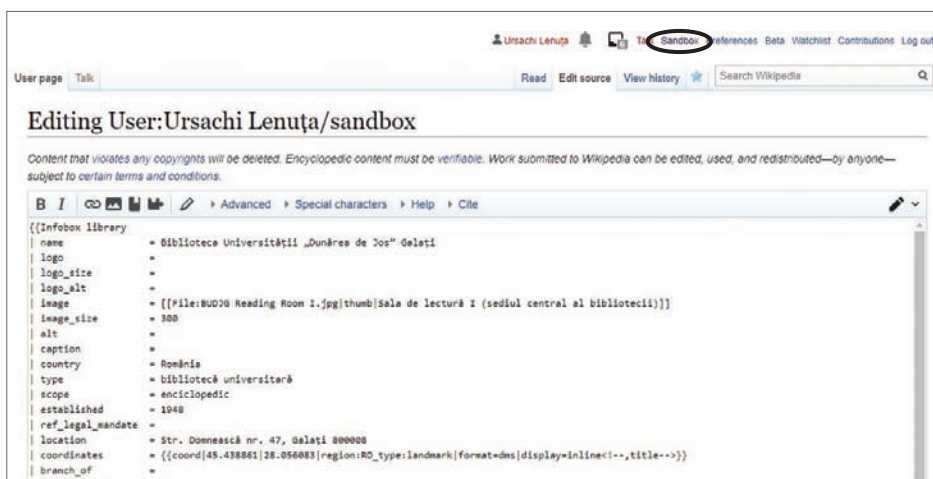 Ursachi Lenuța Talk Sandbox Preferences Beta Watchlist Contributions Log out
User page Talk Read Edit source View history Search Wikipedia
Editing User:Ursachi Lenuța/sandbox
Content that violates any copyrights will be deleted. Encyclopedic content must be verifiable. Work submitted to Wikipedia can be edited, used, and redistributed—by anyone—
subject to certain terms and conditions.
B I Advanced Special characters Help Cite
{{Infobox library
| name = Biblioteca Universității „Dunărea de Jos” Galați
| logo =
| logo_size =
| logo_alt =
| image = [[File:BUDJG Reading Room I.jpg|thumb|Sala de lectură I (sediul central al bibliotecii)]]
| image_size = 300
| alt =
| caption =
| country = România
| type = bibliotecă universitară
| scope = enciclopedic
| established = 1948
| ref_legal_mandate =
| location = Str. Domnească nr. 47, Galați 800008
| coordinates = {{coord|45.438861|28.056083|region:RO_type:landmark|format=dms|display=inline<!--,title-->}}
| branch_of =